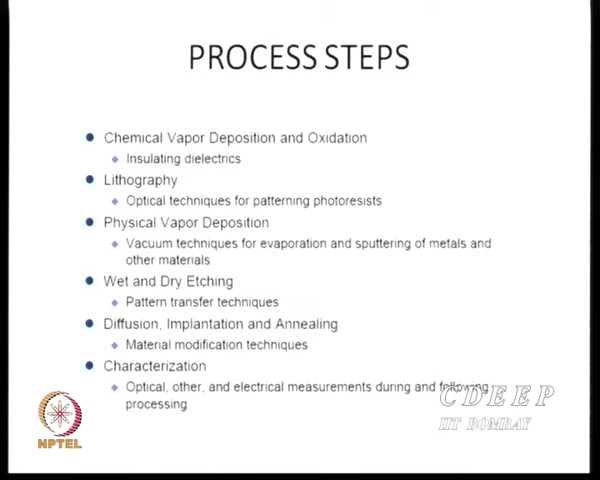 PROCESS STEPS
Chemical Vapor Deposition and Oxidation
Insulating dielectrics
Lithography
Optical techniques for patterning photoresists
Physical Vapor Deposition
Vacuum techniques for evaporation and sputtering of metals and
other materials
Wet and Dry Etching
Pattern transfer techniques
Diffusion, Implantation and Annealing
Material modification techniques
Characterization
Optical, other, and electrical measurements during and following
processing
CDEEP
IIT BOMBAY
NPTEL